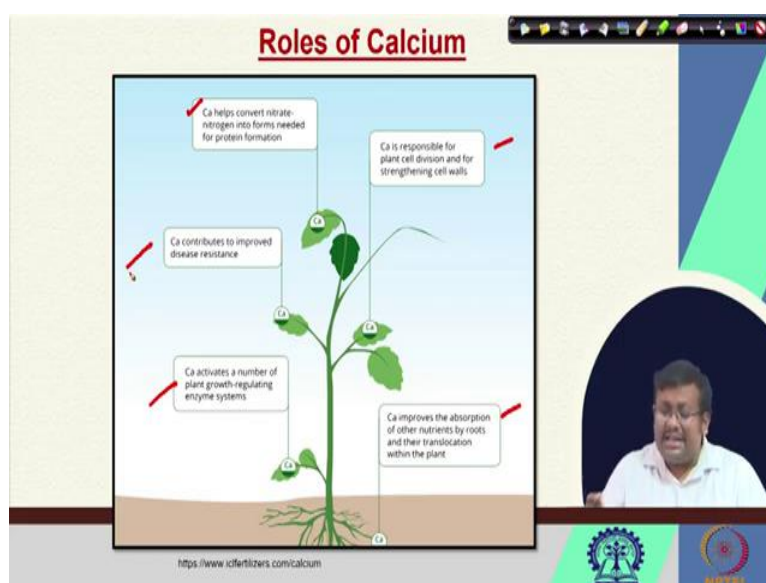 Roles of Calcium
Ca helps convert nitrate-
nitrogen into forms needed
for protein formation
Ca is responsible for
plant cell division and for
strengthening cell walls
Ca
Ca contributes to improved
disease resistance
Ca
Ca
Ca activates a number of
plant growth-regulating
enzyme systems
Ca improves the absorption
of other nutrients by roots
and their translocation
within the plant
Ca
Ca
https://www.iclfertilizers.com/calcium
NPTEL